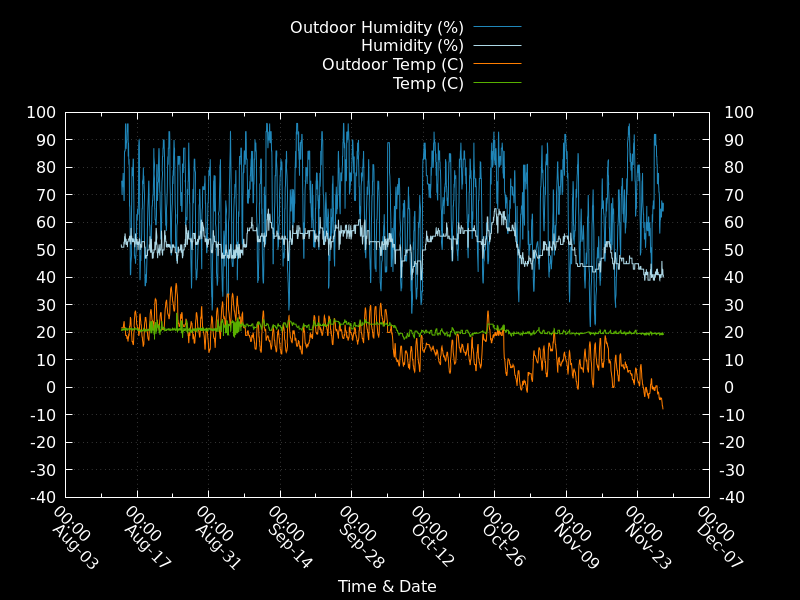 Outdoor Humidity (%)
Humidity (%)
Outdoor Temp (C)
Temp (C)
100 100
90 90
80 80
70 70
60 60
50 50
40 40
30 30
20 20
10 10
0 0
-10 -10
-20 -20
-30 -30
-40 -40
00:00 00:00 00:00 00:00 00:00 00:00 00:00 00:00 00:00 00:00
Aug-03 Aug-17 Aug-31 Sep-14 Sep-28 Oct-12 Oct-26 Nov-09 Nov-23 Dec-07
Time & Date